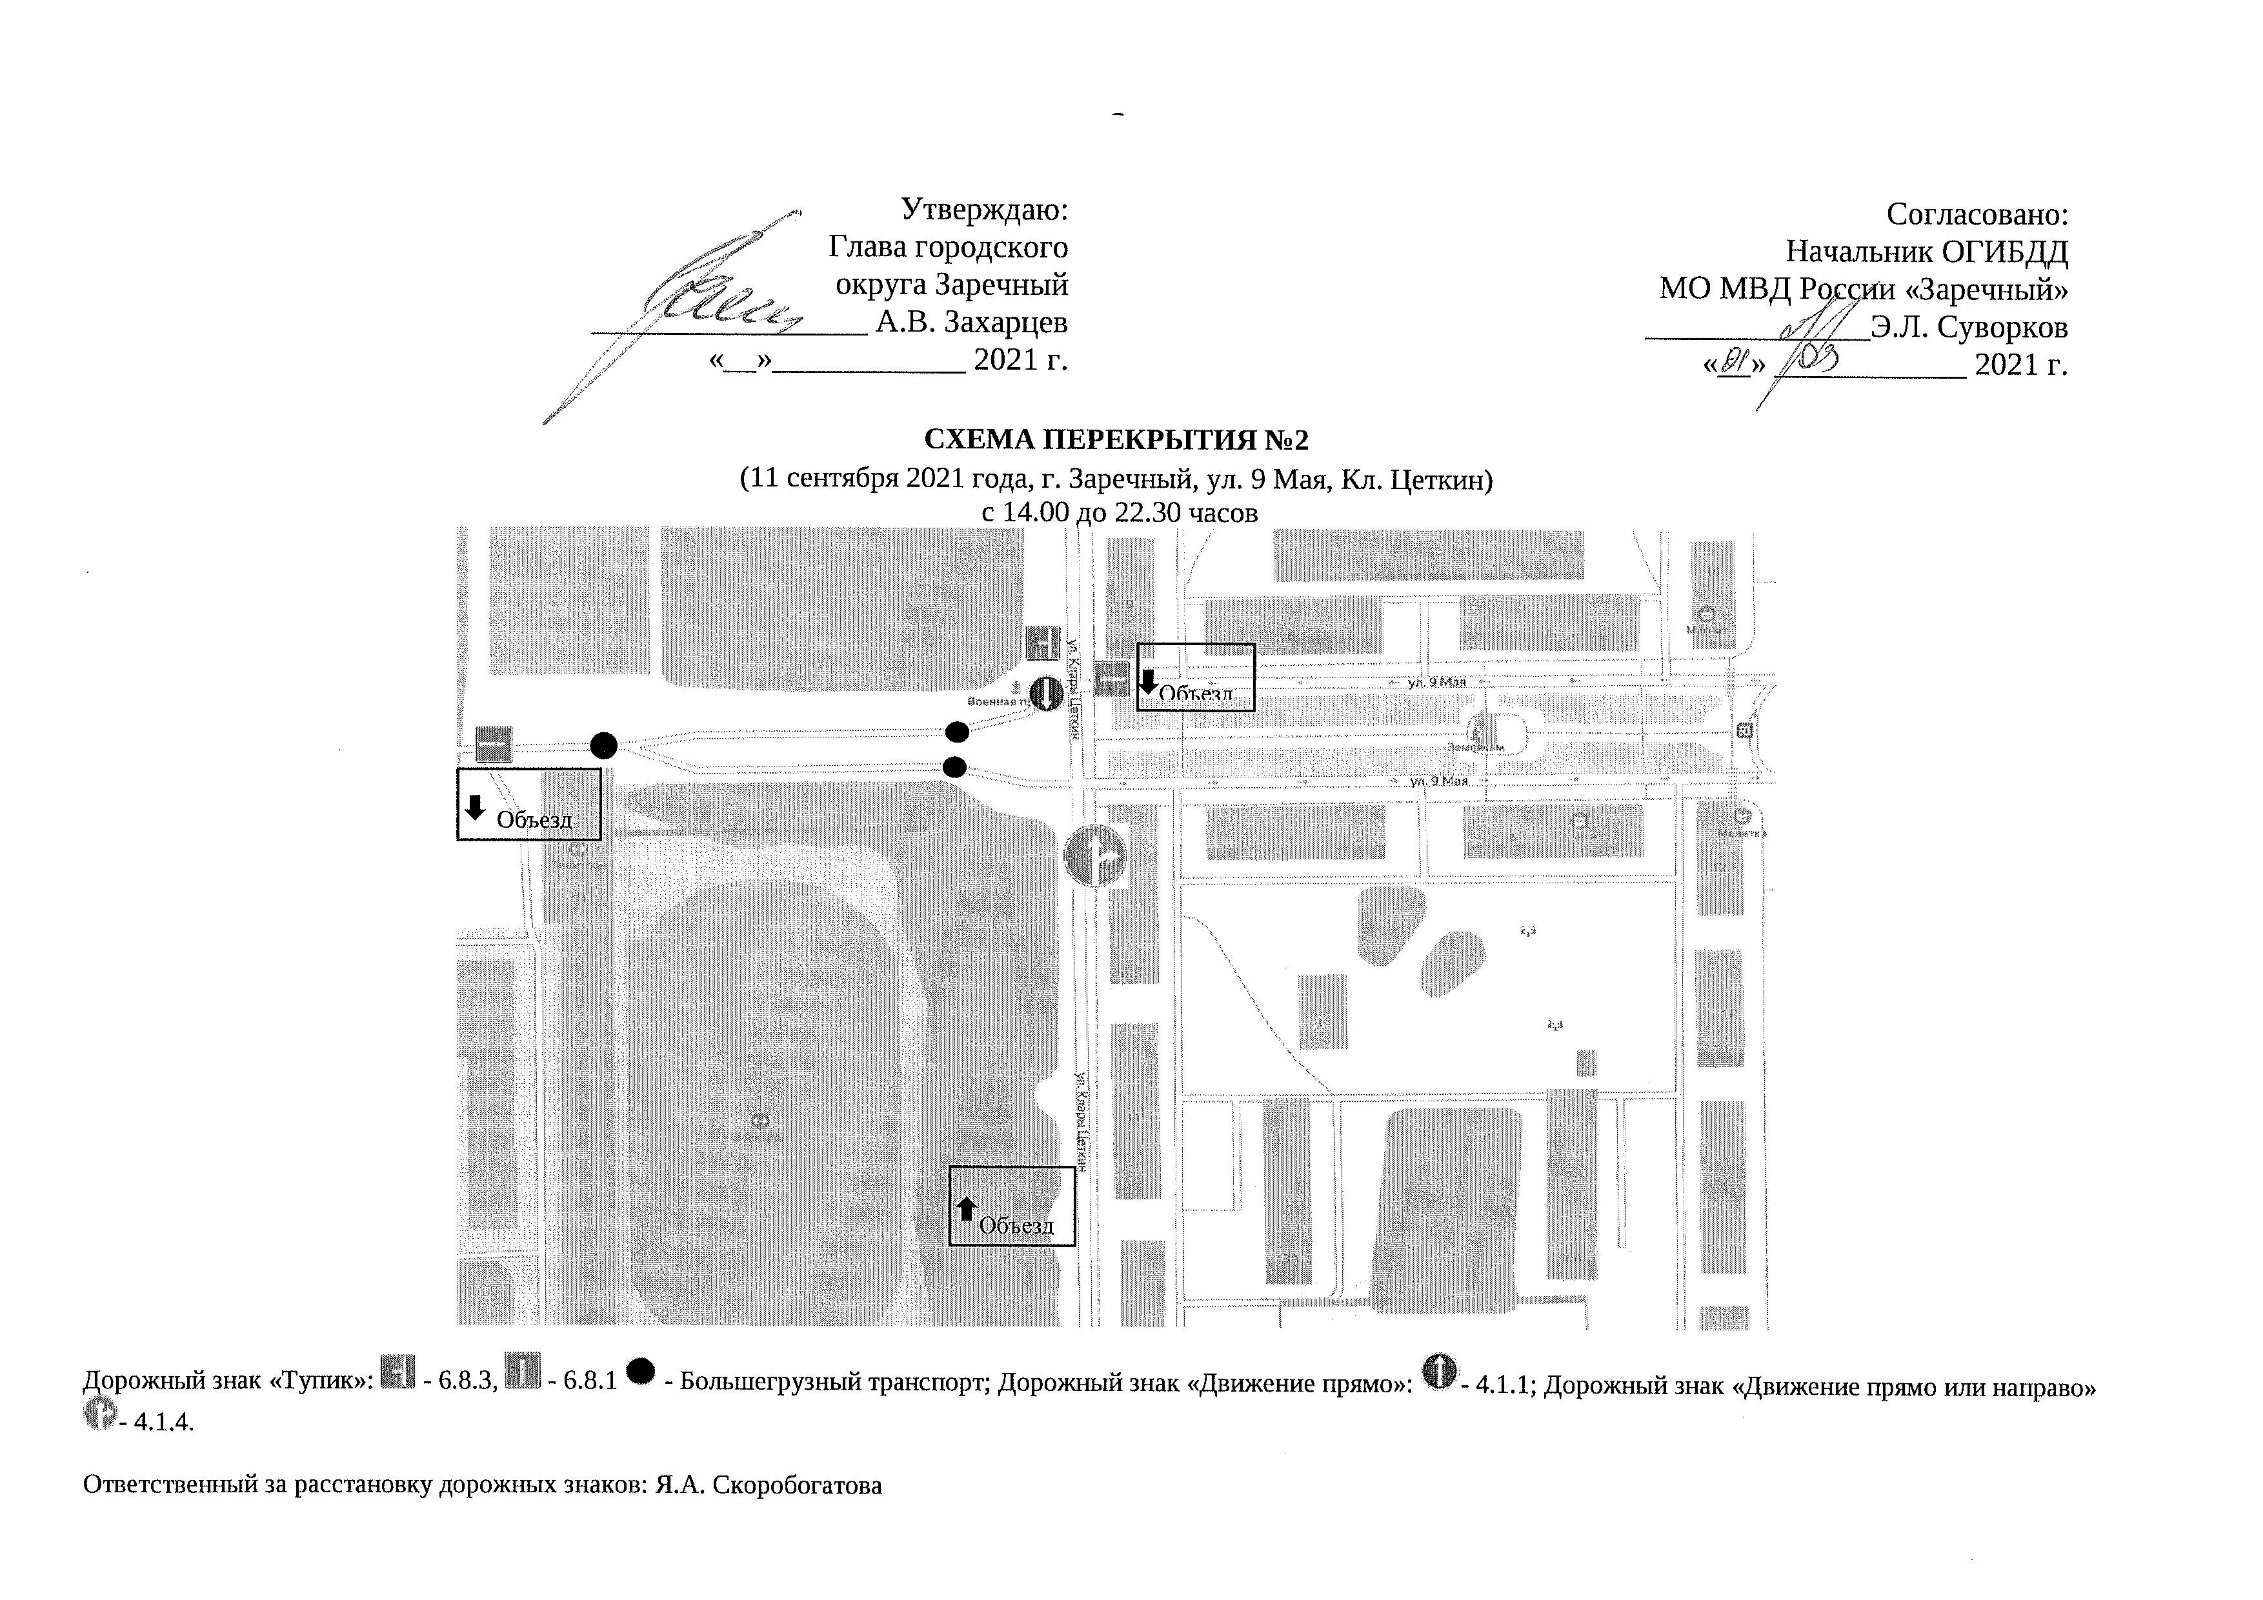 Утверждаю:
Глава городского
округа Заречный
А.В. Захарцев
«__»____________ 2021 г.
Согласовано:
Начальник ОГИБДД
МО МВД России «Заречный»
Э.Л. Суворков
«01» 03 2021 г.
СХЕМА ПЕРЕКРЫТИЯ №2
(11 сентября 2021 года, г. Заречный, ул. 9 Мая, Кл. Цеткин)
с 14.00 до 22.30 часов
ул. Клары Цеткин
Объезд
ул. 9 Мая
Военная
ул. 9 Мая
Объезд
ул. Клары Цеткин
Объезд
Дорожный знак «Тупик»: - 6.8.3, - 6.8.1 - Большегрузный транспорт; Дорожный знак «Движение прямо»: - 4.1.1; Дорожный знак «Движение прямо или направо»
- 4.1.4.
Ответственный за расстановку дорожных знаков: Я.А. Скоробогатова